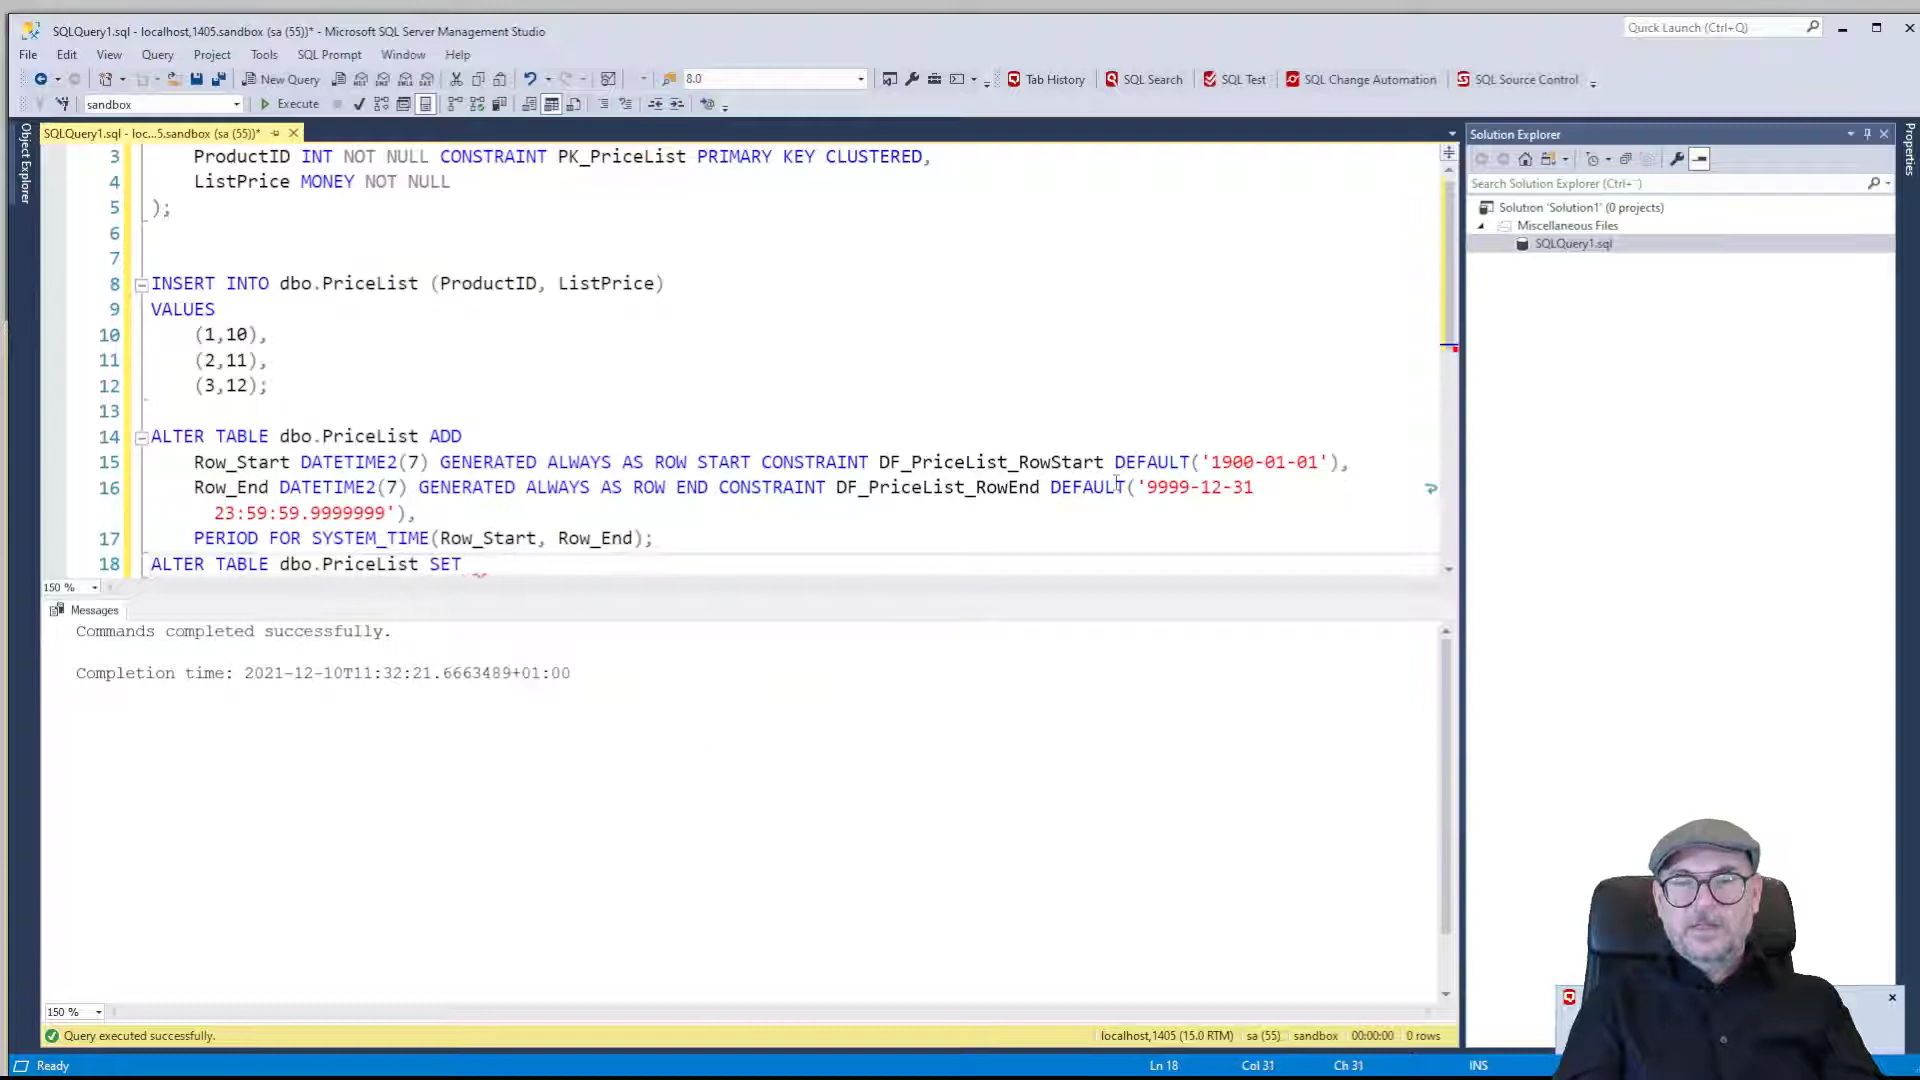 SQLQuery1.sql - localhost,1405.sandbox (sa (55))* - Microsoft SQL Server Management Studio
Quick Launch (Ctrl+Q)
File Edit View Query Project Tools SQL Prompt Window Help
New Query
8.0
Tab History
SQL Search
SQL Test
SQL Change Automation
SQL Source Control
sandbox
Execute
Object Explorer
SQLQuery1.sql - loc...5.sandbox (sa (55))*
3 ProductID INT NOT NULL CONSTRAINT PK_PriceList PRIMARY KEY CLUSTERED,
4 ListPrice MONEY NOT NULL
5 );
6
7
8 INSERT INTO dbo.PriceList (ProductID, ListPrice)
9 VALUES
10 (1,10),
11 (2,11),
12 (3,12);
13
14 ALTER TABLE dbo.PriceList ADD
15 Row_Start DATETIME2(7) GENERATED ALWAYS AS ROW START CONSTRAINT DF_PriceList_RowStart DEFAULT('1900-01-01'),
16 Row_End DATETIME2(7) GENERATED ALWAYS AS ROW END CONSTRAINT DF_PriceList_RowEnd DEFAULT('9999-12-31
23:59:59.9999999'),
17 PERIOD FOR SYSTEM_TIME(Row_Start, Row_End);
18 ALTER TABLE dbo.PriceList SET
150 %
Messages
Commands completed successfully.
Completion time: 2021-12-10T11:32:21.6663489+01:00
150 %
Query executed successfully.
localhost,1405 (15.0 RTM) sa (55) sandbox 00:00:00 0 rows
Ready
Ln 18
Col 31
Ch 31
INS
Solution Explorer
Search Solution Explorer (Ctrl+¨)
Solution 'Solution1' (0 projects)
Miscellaneous Files
SQLQuery1.sql
Properties